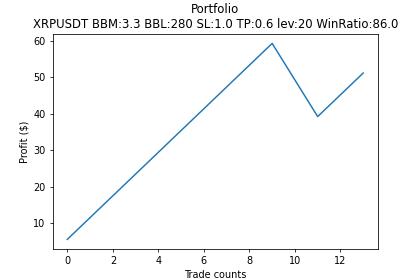 Portfolio
XRPUSDT BBM:3.3 BBL:280 SL:1.0 TP:0.6 lev:20 WinRatio:86.0
60
50
40
30
20
10
Profit ($)
0 2 4 6 8 10 12
Trade counts